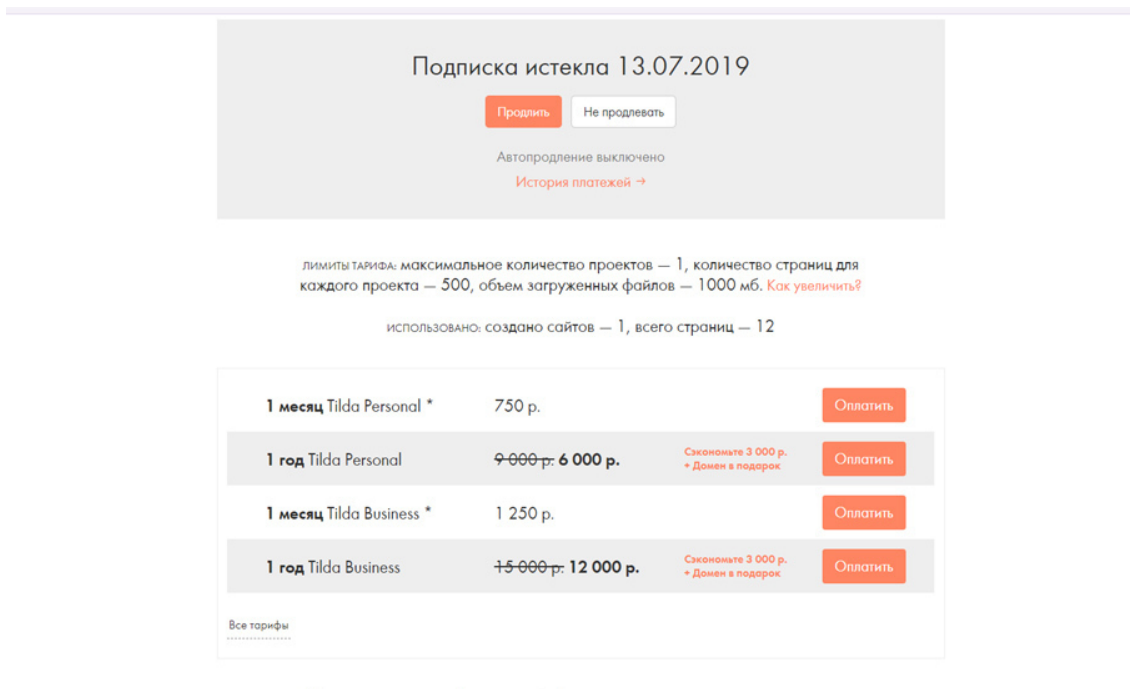 Подписка истекла 13.07.2019
Продлить
Не продлевать
Автопродление выключено
История платежей →
ЛИМИТЫ ТАРИФА: максимальное количество проектов — 1, количество страниц для
каждого проекта — 500, объем загруженных файлов — 1000 мб. Как увеличить?
ИСПОЛЬЗОВАНО: создано сайтов — 1, всего страниц — 12
1 месяц Tilda Personal * 750 р. Оплатить
1 год Tilda Personal 9 000 р. 6 000 р. Сэкономьте 3 000 р.
+ Домен в подарок
Оплатить
1 месяц Tilda Business * 1 250 р. Оплатить
1 год Tilda Business 15 000 р. 12 000 р. Сэкономьте 3 000 р.
+ Домен в подарок
Оплатить
Все тарифы